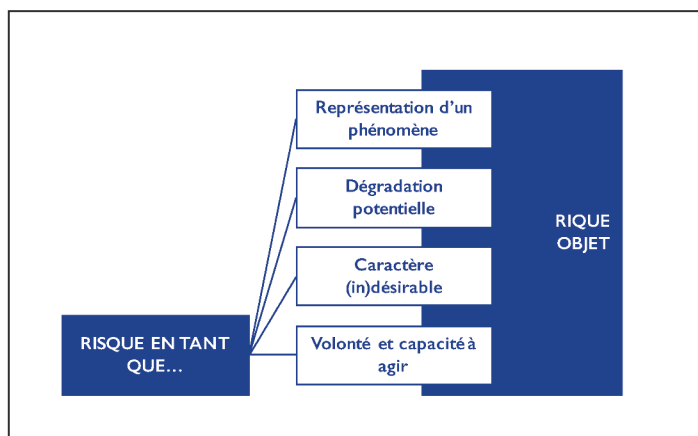 Représentation d'un
phénomène
Dégradation
potentielle
RIQUE
OBJET
Caractère
(in)désirable
RISQUE EN TANT
QUE...
Volonté et capacité à
agir